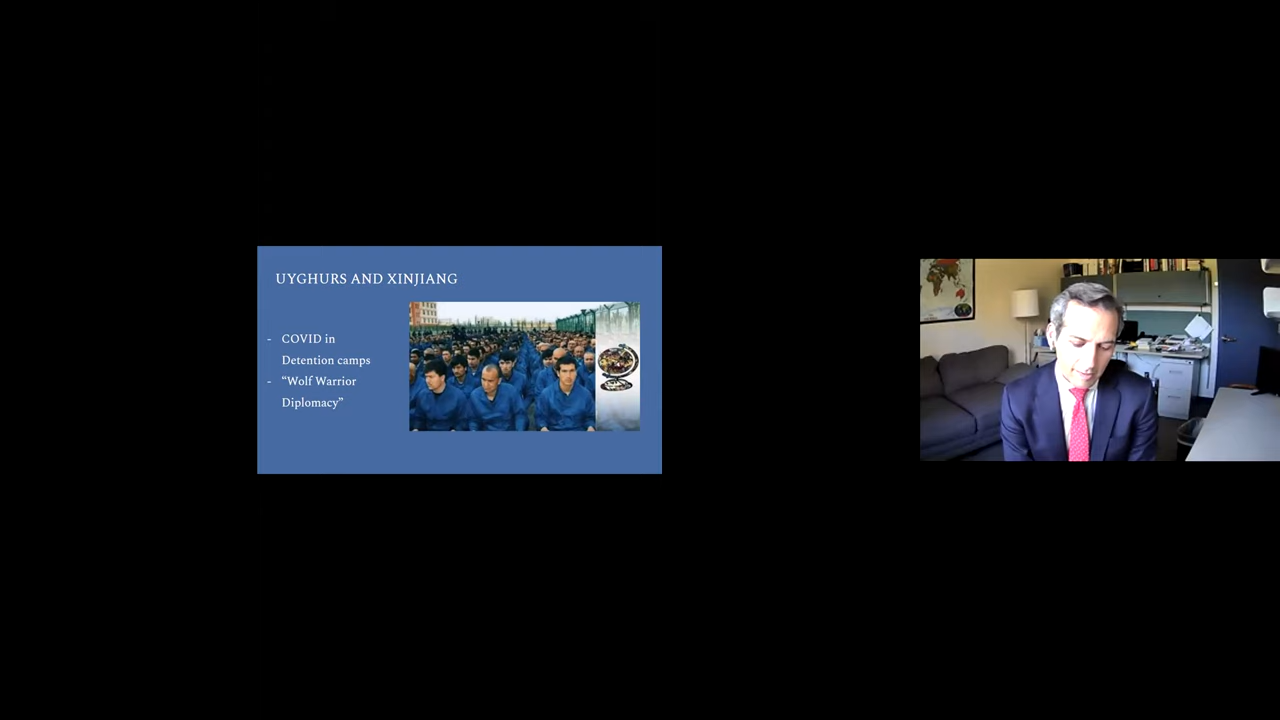 UYGHURS AND XINJIANG
- COVID in
Detention camps
- “Wolf Warrior
Diplomacy”